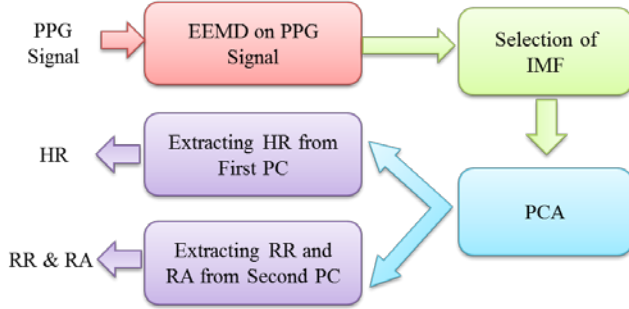 PPG
Signal
EEMD on PPG
Signal
Selection of
IMF
HR
Extracting HR from
First PC
PCA
RR & RA
Extracting RR and
RA from Second PC